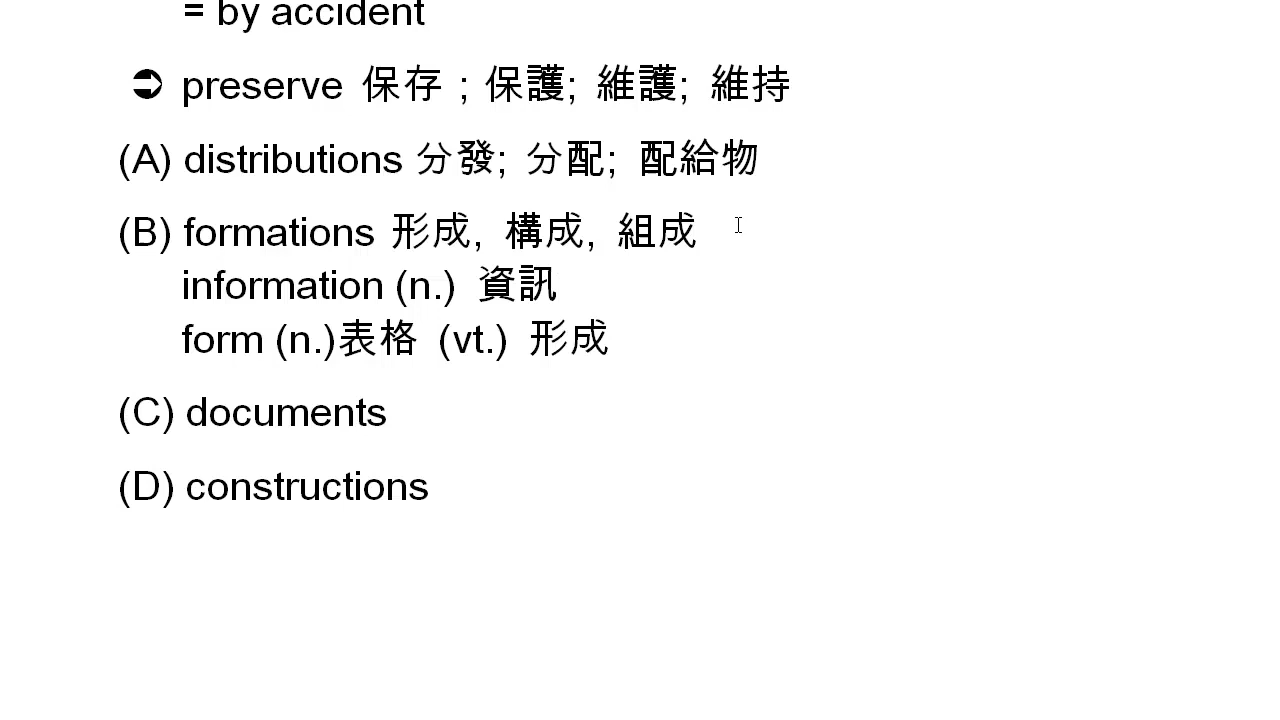 = by accident
➲ preserve 保存 ; 保護; 維護; 維持
(A) distributions 分發; 分配; 配給物
(B) formations 形成, 構成, 組成
information (n.) 資訊
form (n.)表格 (vt.) 形成
(C) documents
(D) constructions